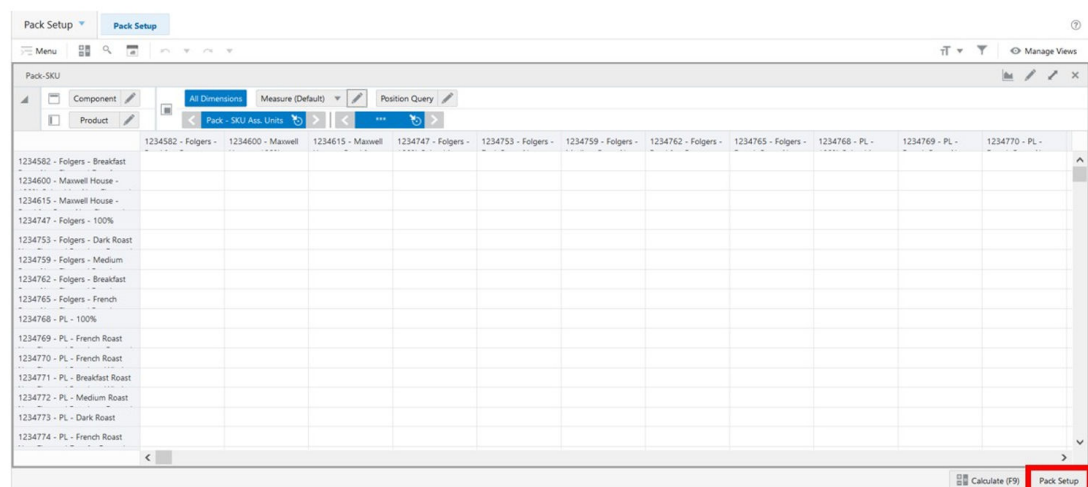 Pack Setup Pack Setup
Menu Manage Views
Pack-SKU
Component All Dimensions Measure (Default) Position Query
Product Pack - SKU Ass. Units ***
1234582 - Folgers - 1234600 - Maxwell 1234615 - Maxwell 1234747 - Folgers - 1234753 - Folgers - 1234759 - Folgers - 1234762 - Folgers - 1234765 - Folgers - 1234768 - PL - 1234769 - PL - 1234770 - PL -
1234582 - Folgers - Breakfast
1234600 - Maxwell House -
1234615 - Maxwell House -
1234747 - Folgers - 100%
1234753 - Folgers - Dark Roast
1234759 - Folgers - Medium
1234762 - Folgers - Breakfast
1234765 - Folgers - French
1234768 - PL - 100%
1234769 - PL - French Roast
1234770 - PL - French Roast
1234771 - PL - Breakfast Roast
1234772 - PL - Medium Roast
1234773 - PL - Dark Roast
1234774 - PL - French Roast
Calculate (F9) Pack Setup